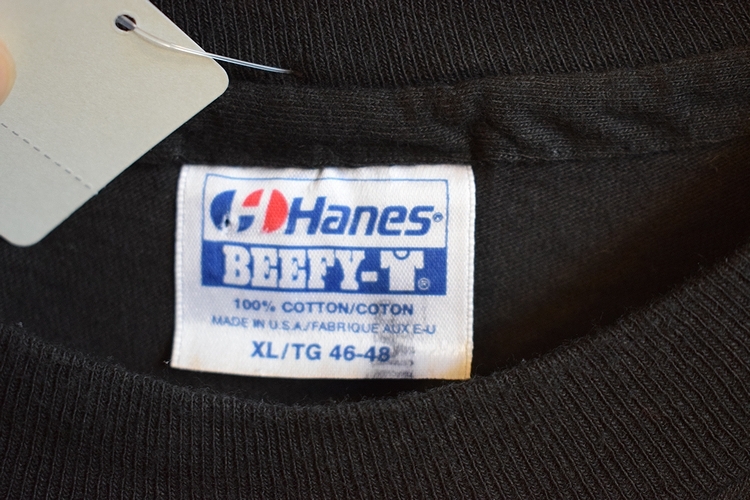 Hanes®
BEEFY-T®
100% COTTON/COTON
MADE IN U.S.A./FABRIQUE AUX E-U
XL/TG 46-48